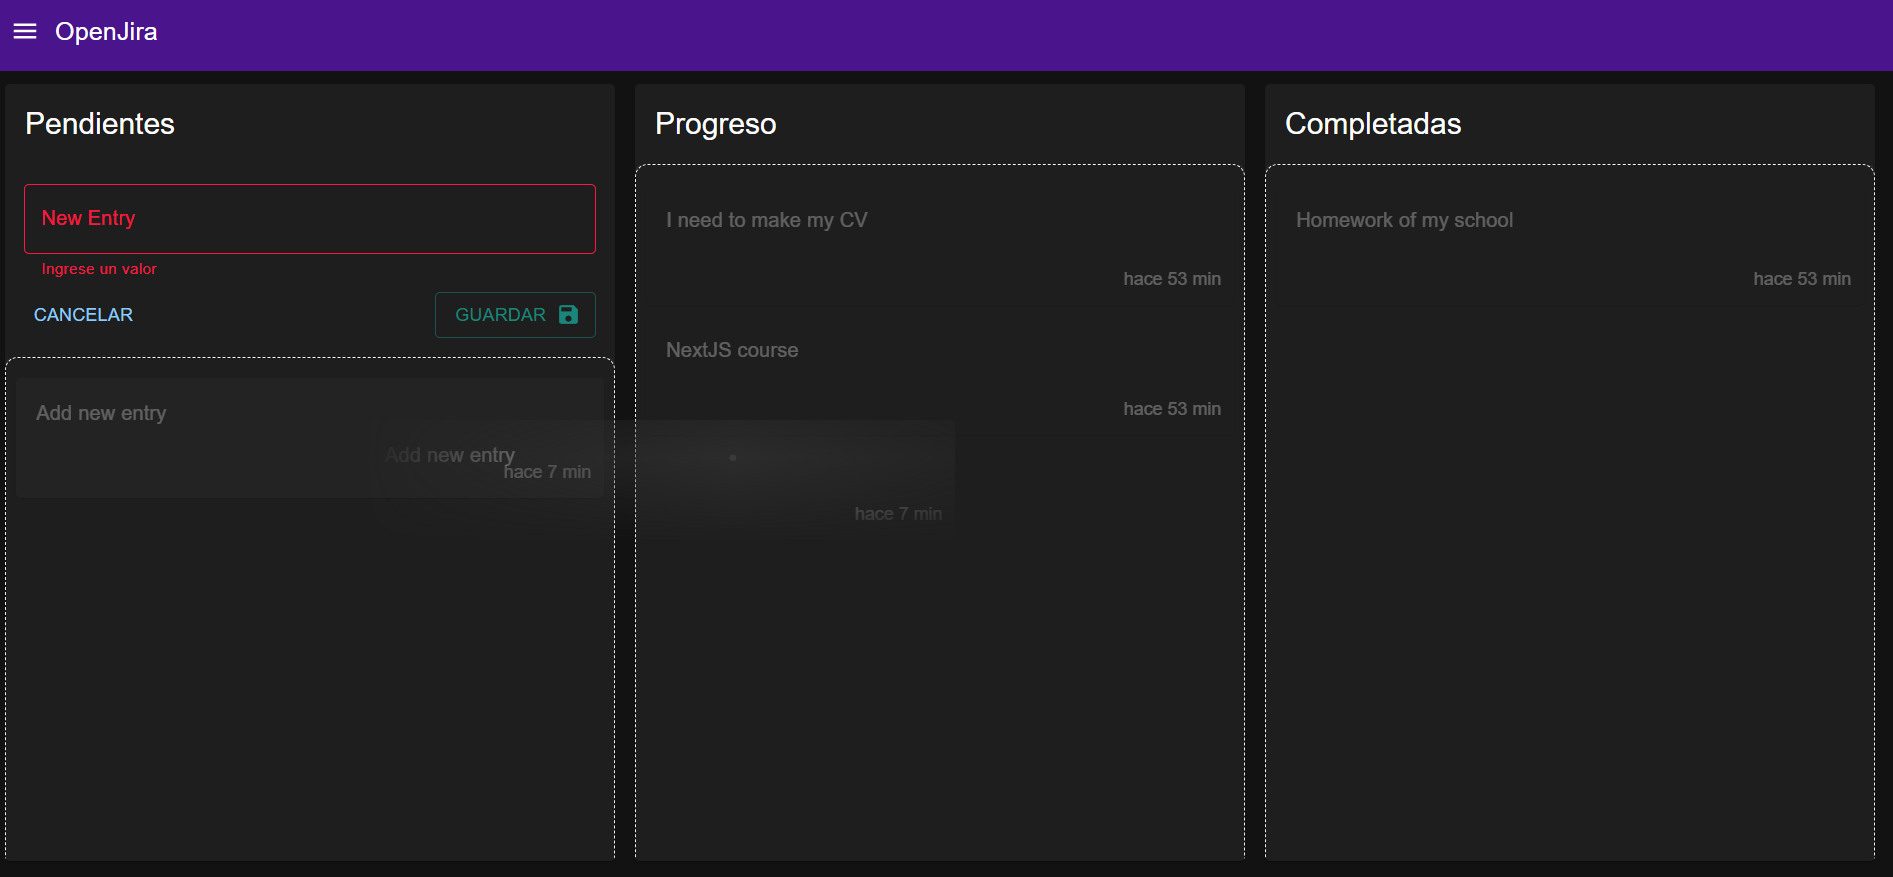 OpenJira
Pendientes
New Entry
Ingrese un valor
CANCELAR
GUARDAR
Add new entry
hace 7 min
Add new entry
hace 7 min
Progreso
I need to make my CV
hace 53 min
NextJS course
hace 53 min
Completadas
Homework of my school
hace 53 min